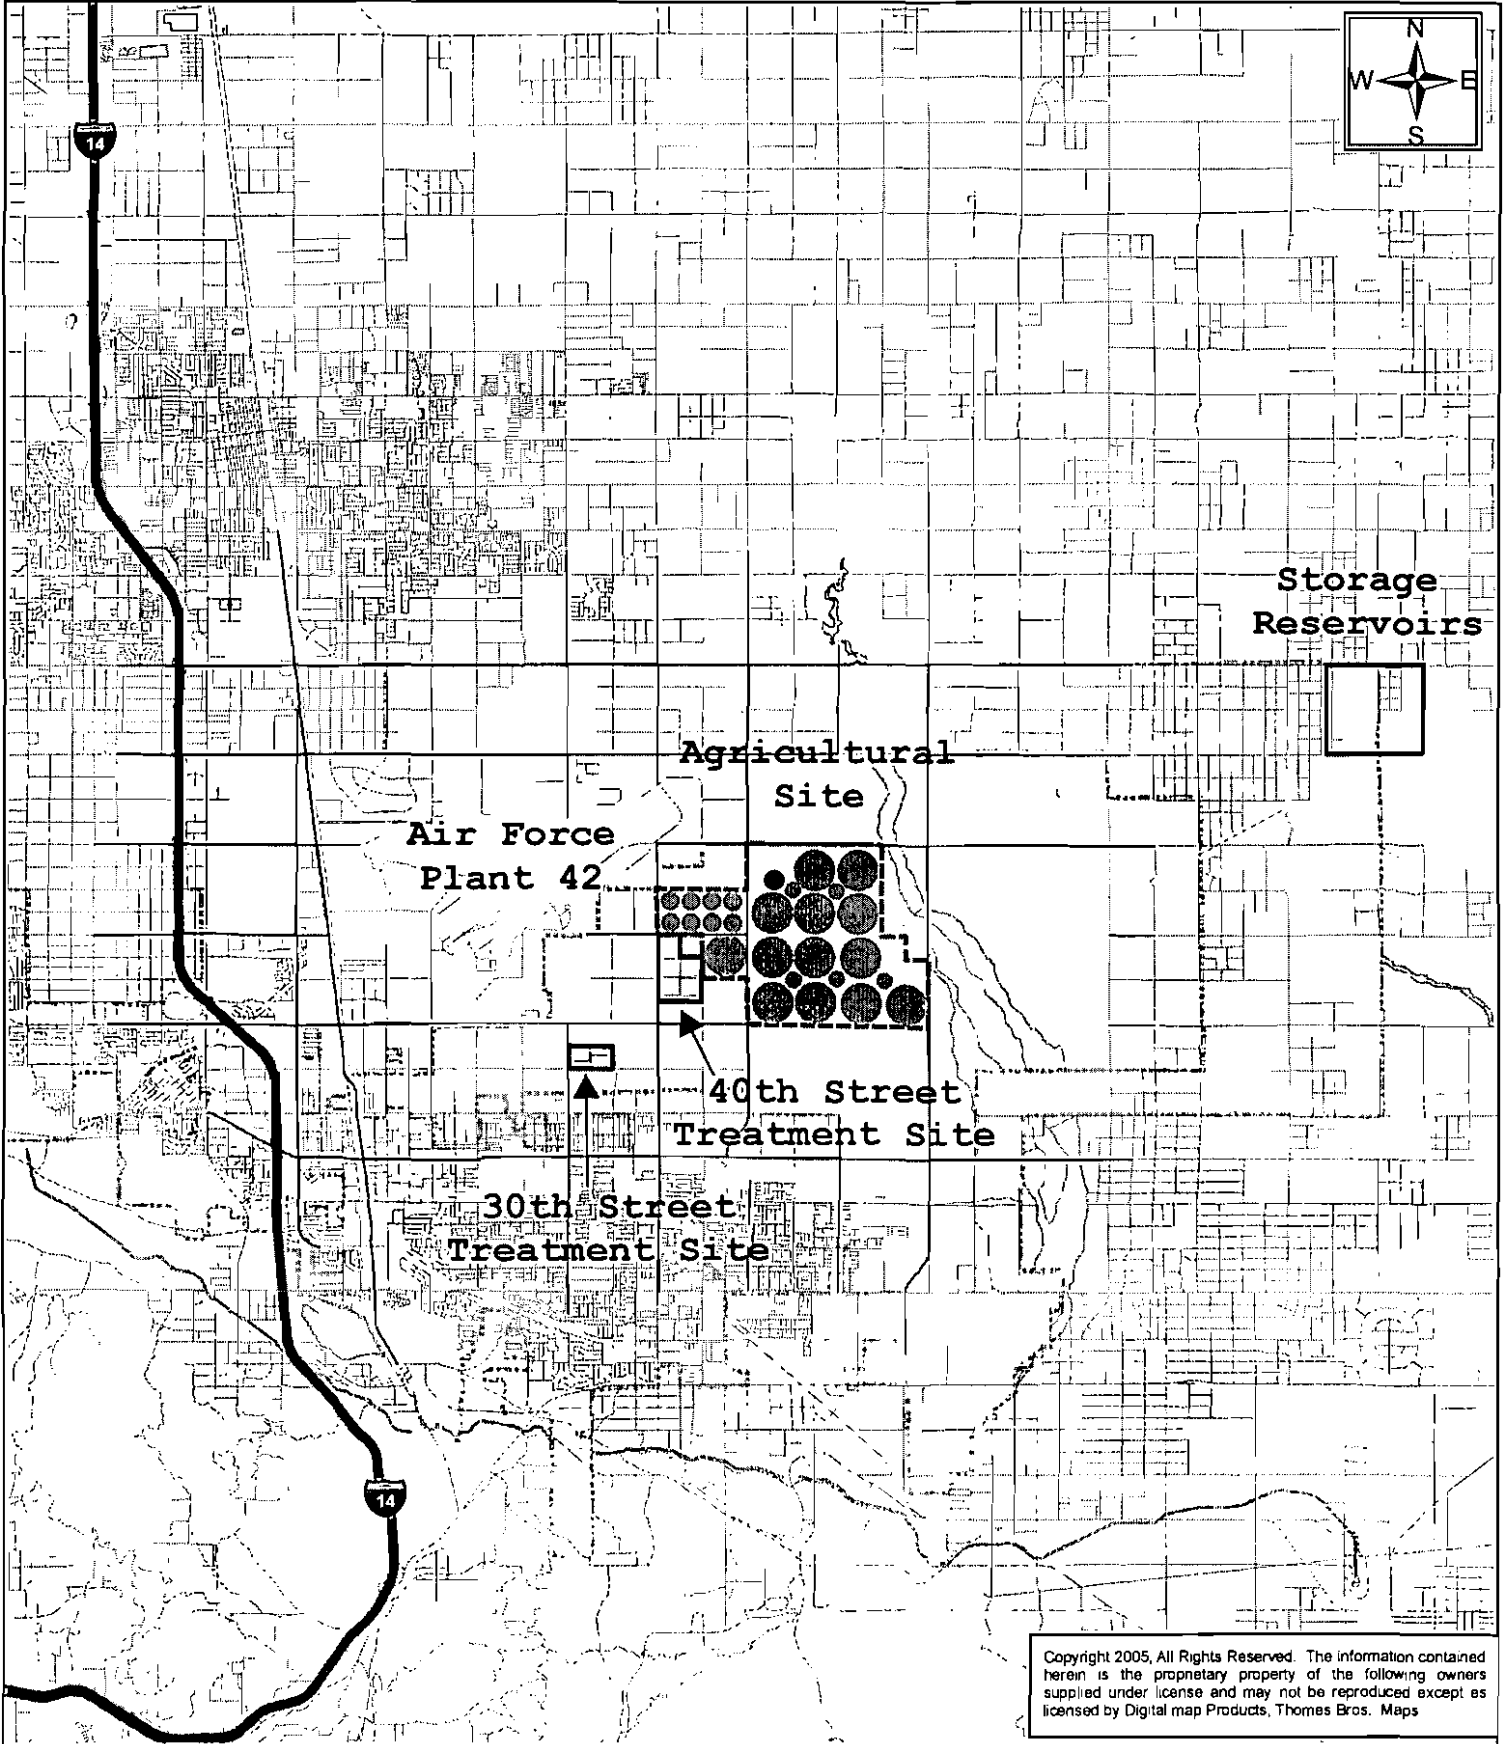 N
W E
S
14
Storage
Reservoirs
Agricultural
Site
Air Force
Plant 42
40th Street
Treatment Site
30th Street
Treatment Site
14
Copyright 2005, All Rights Reserved. The information contained
herein is the proprietary property of the following owners
supplied under license and may not be reproduced except as
licensed by Digital map Products, Thomas Bros. Maps